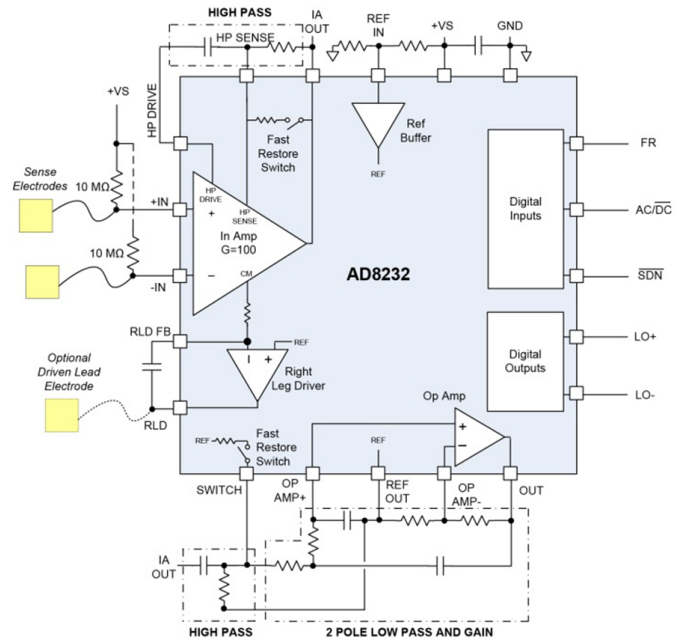 HIGH PASS
IA
OUT
REF
IN
+VS
GND
HP SENSE
HP DRIVE
+VS
Fast
Restore
Switch
Ref
Buffer
REF
FR
Sense
Electrodes
10 MΩ
+IN
HP
DRIVE
+
HP
SENSE
In Amp
G=100
Digital
Inputs
AC/DC
10 MΩ
-IN
–
CM
AD8232
SDN
RLD FB
REF
– +
Right
Leg Driver
Optional
Driven Lead
Electrode
RLD
Digital
Outputs
LO+
LO-
Op Amp
+
–
REF
Fast
Restore
Switch
REF
SWITCH
OP
AMP+
REF
OUT
OP
AMP-
OUT
IA
OUT
HIGH PASS
2 POLE LOW PASS AND GAIN